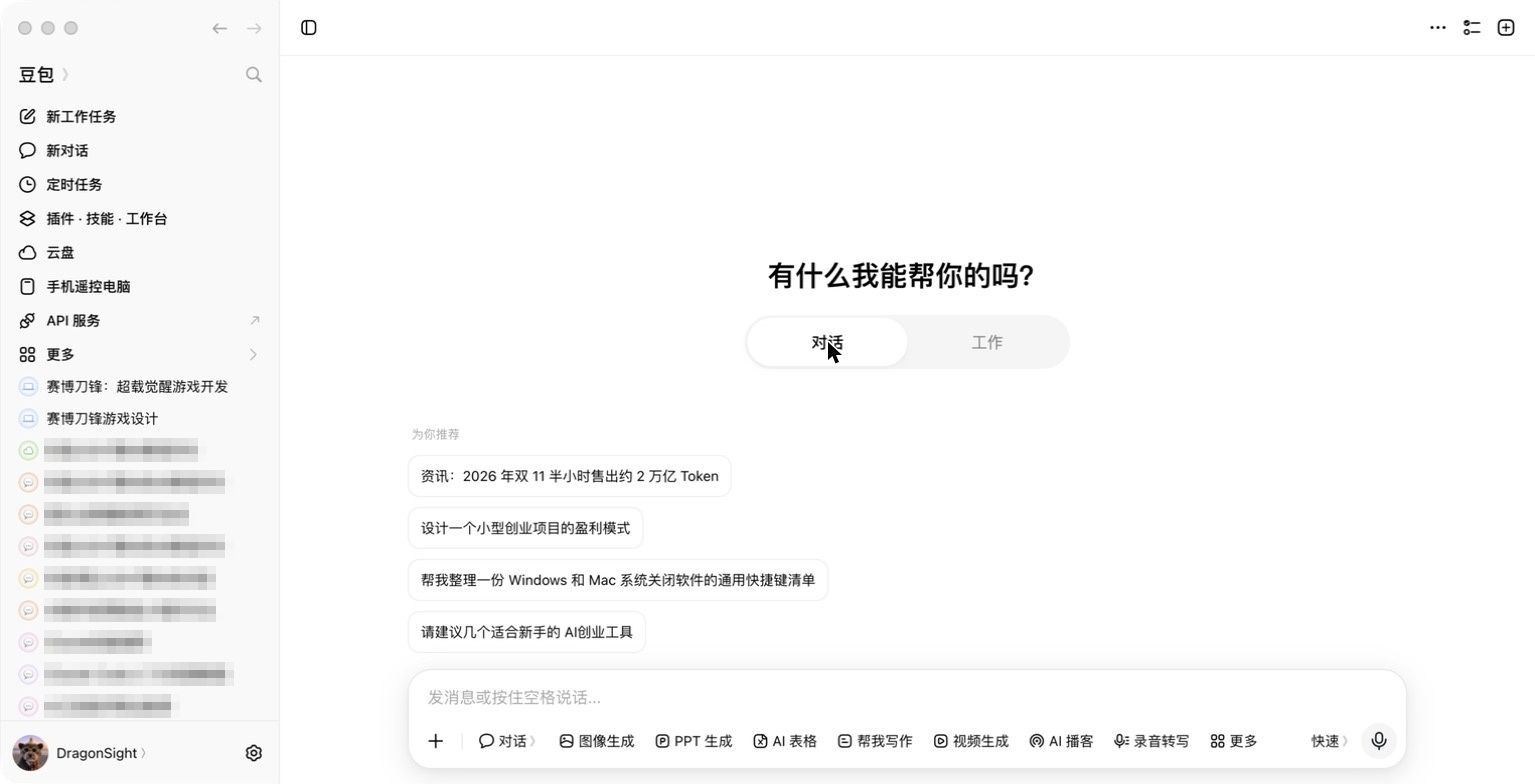 豆包
新工作任务
新对话
定时任务
插件 · 技能 · 工作台
云盘
手机遥控电脑
API 服务
更多
赛博刀锋：超载觉醒游戏开发
赛博刀锋游戏设计
DragonSight
有什么我能帮你的吗?
对话
工作
为你推荐
资讯：2026 年双 11 半小时售出约 2 万亿 Token
设计一个小型创业项目的盈利模式
帮我整理一份 Windows 和 Mac 系统关闭软件的通用快捷键清单
请建议几个适合新手的 AI创业工具
发消息或按住空格说话...
对话 图像生成 PPT 生成 AI 表格 帮我写作 视频生成 AI 播客 录音转写 更多 快速